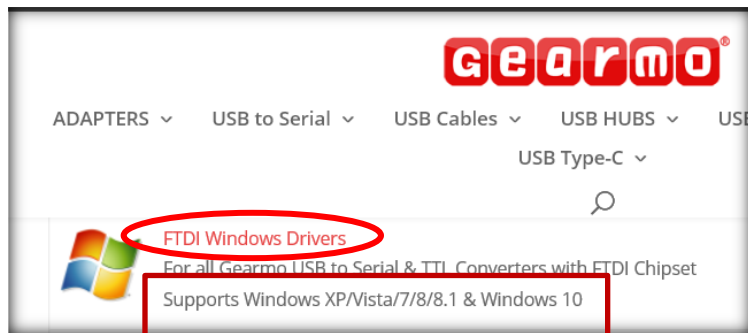 GEARMO®
ADAPTERS USB to Serial USB Cables USB HUBS USB
USB Type-C
FTDI Windows Drivers
For all Gearmo USB to Serial & TTL Converters with FTDI Chipset
Supports Windows XP/Vista/7/8/8.1 & Windows 10